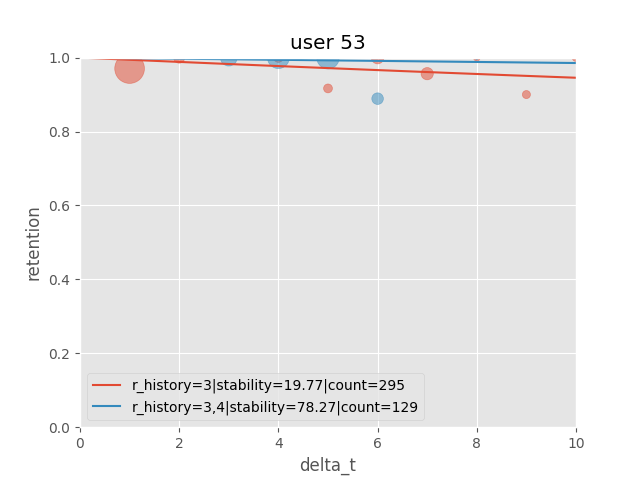 user 53
1.0
0.8
0.6
0.4
0.2
0.0
retention
r_history=3|stability=19.77|count=295
r_history=3,4|stability=78.27|count=129
0 2 4 6 8 10
delta_t